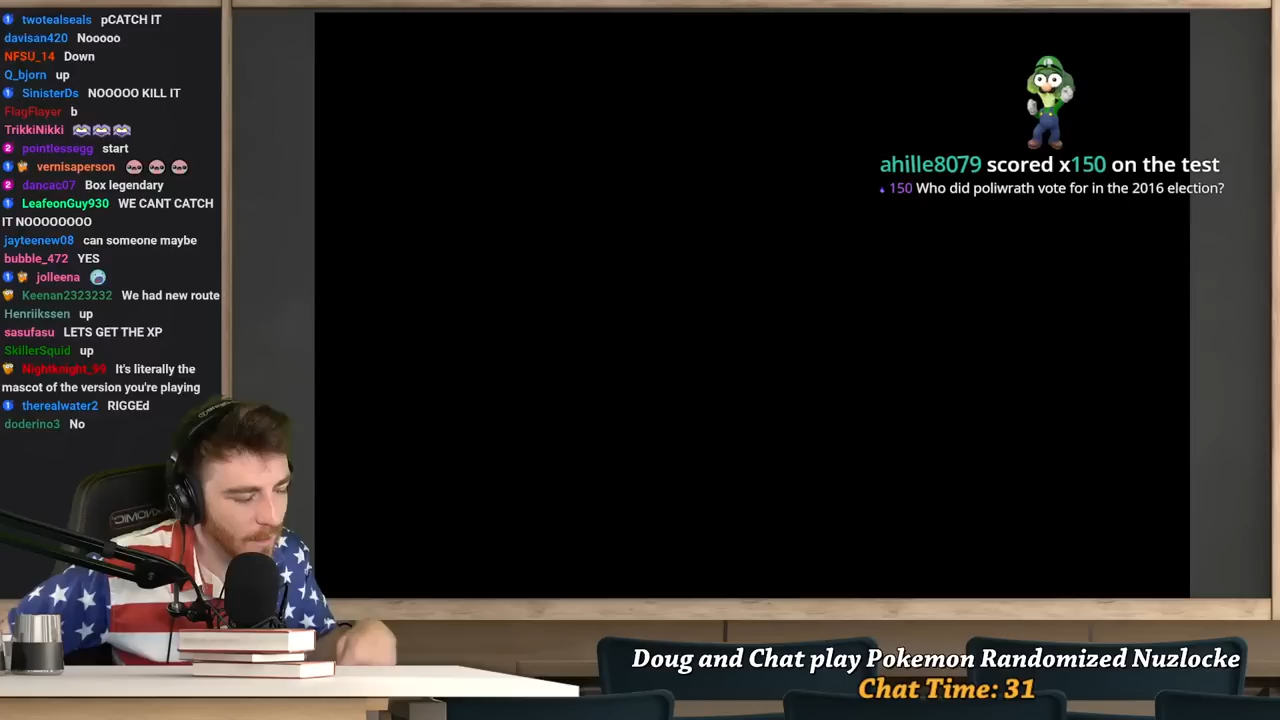 twotealseals pCATCH IT
davisan420 Nooooo
NFSU_14 Down
Q_bjorn up
SinisterDs NOOOOO KILL IT
FlagFlayer b
TrikkiNikki
pointlessegg start
vernisaperson
dancac07 Box legendary
LeafeonGuy930 WE CANT CATCH
IT NOOOOOOOO
jayteenew08 can someone maybe
bubble_472 YES
jolleena
Keenan2323232 We had new route
Henriikssen up
sasufasu LETS GET THE XP
SkillerSquid up
Nightknight_99 It's literally the
mascot of the version you're playing
therealwater2 RIGGEd
doderino3 No
ahille8079 scored x150 on the test
150 Who did poliwrath vote for in the 2016 election?
Doug and Chat play Pokemon Randomized Nuzlocke
Chat Time: 31